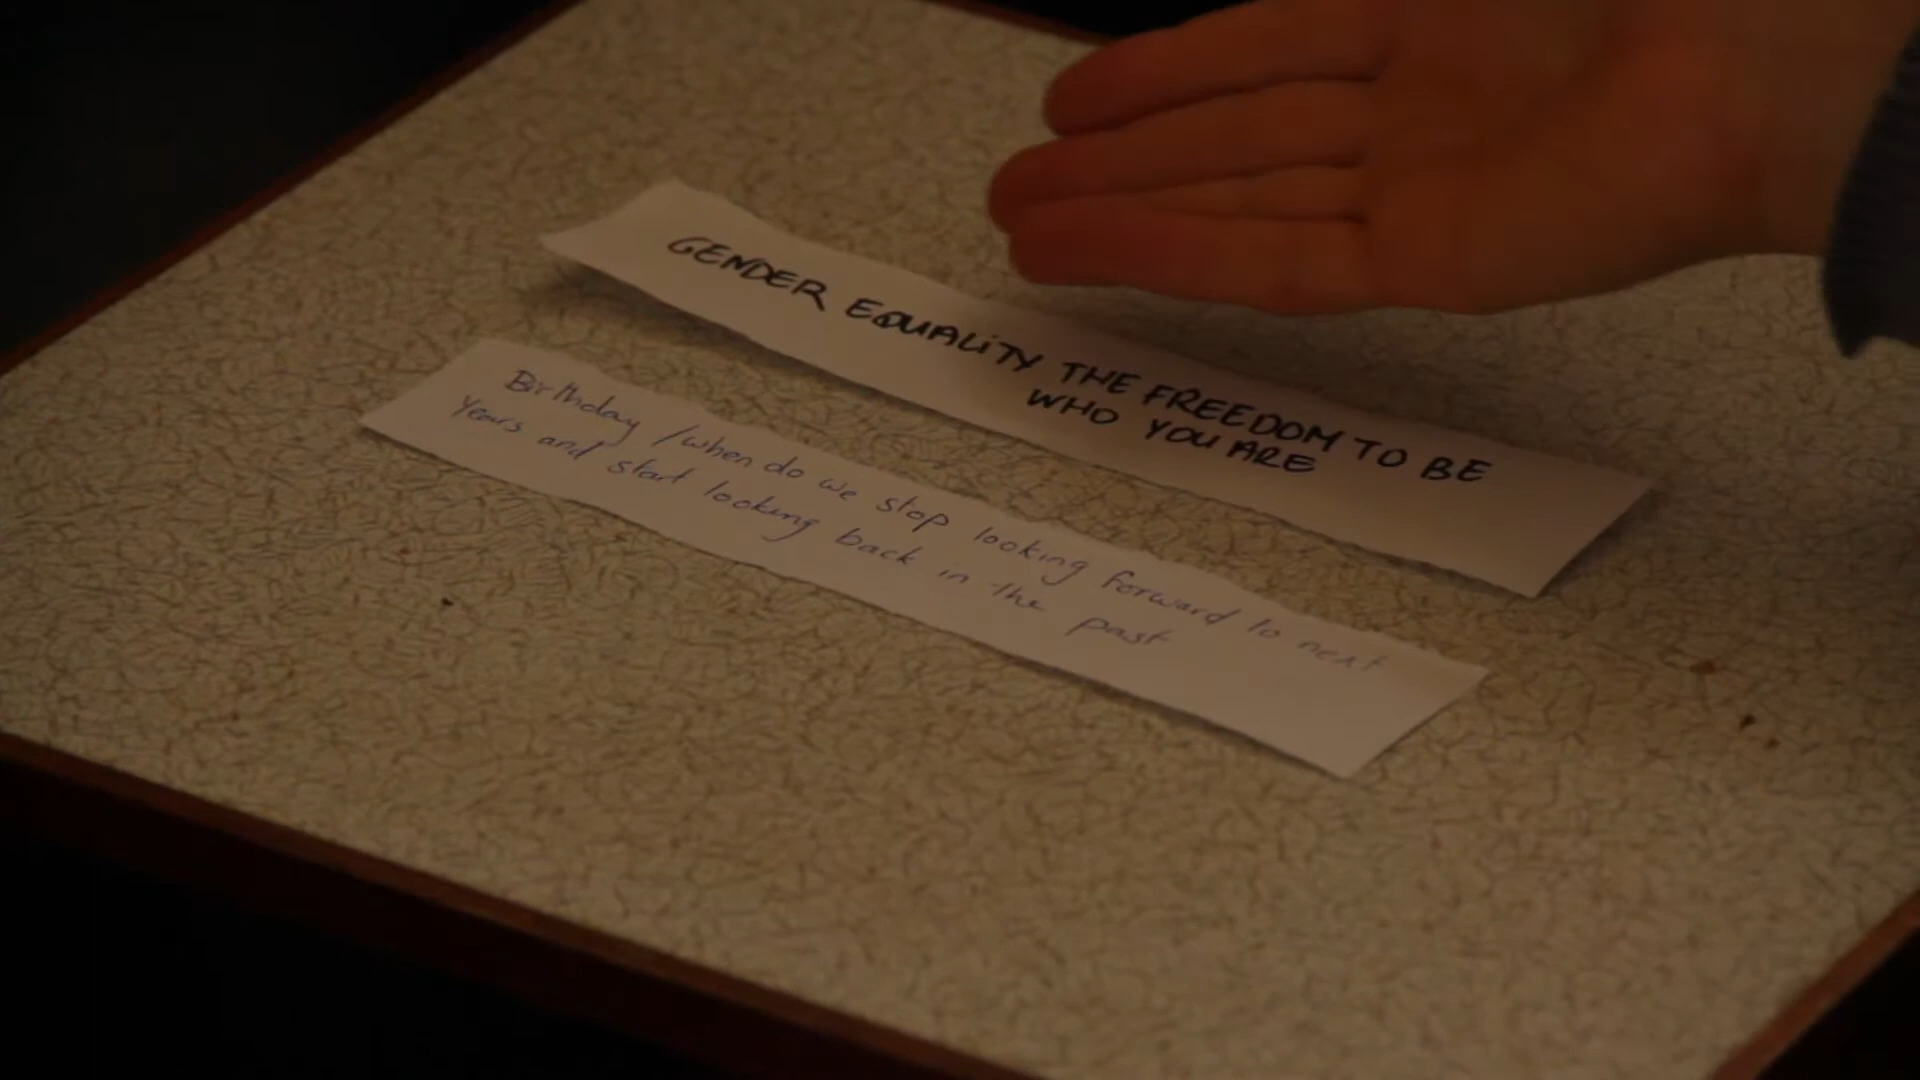 GENDER EQUALITY THE FREEDOM TO BE
WHO YOU ARE
Birthday / when do we stop looking forward to next
Years and start looking back in the past